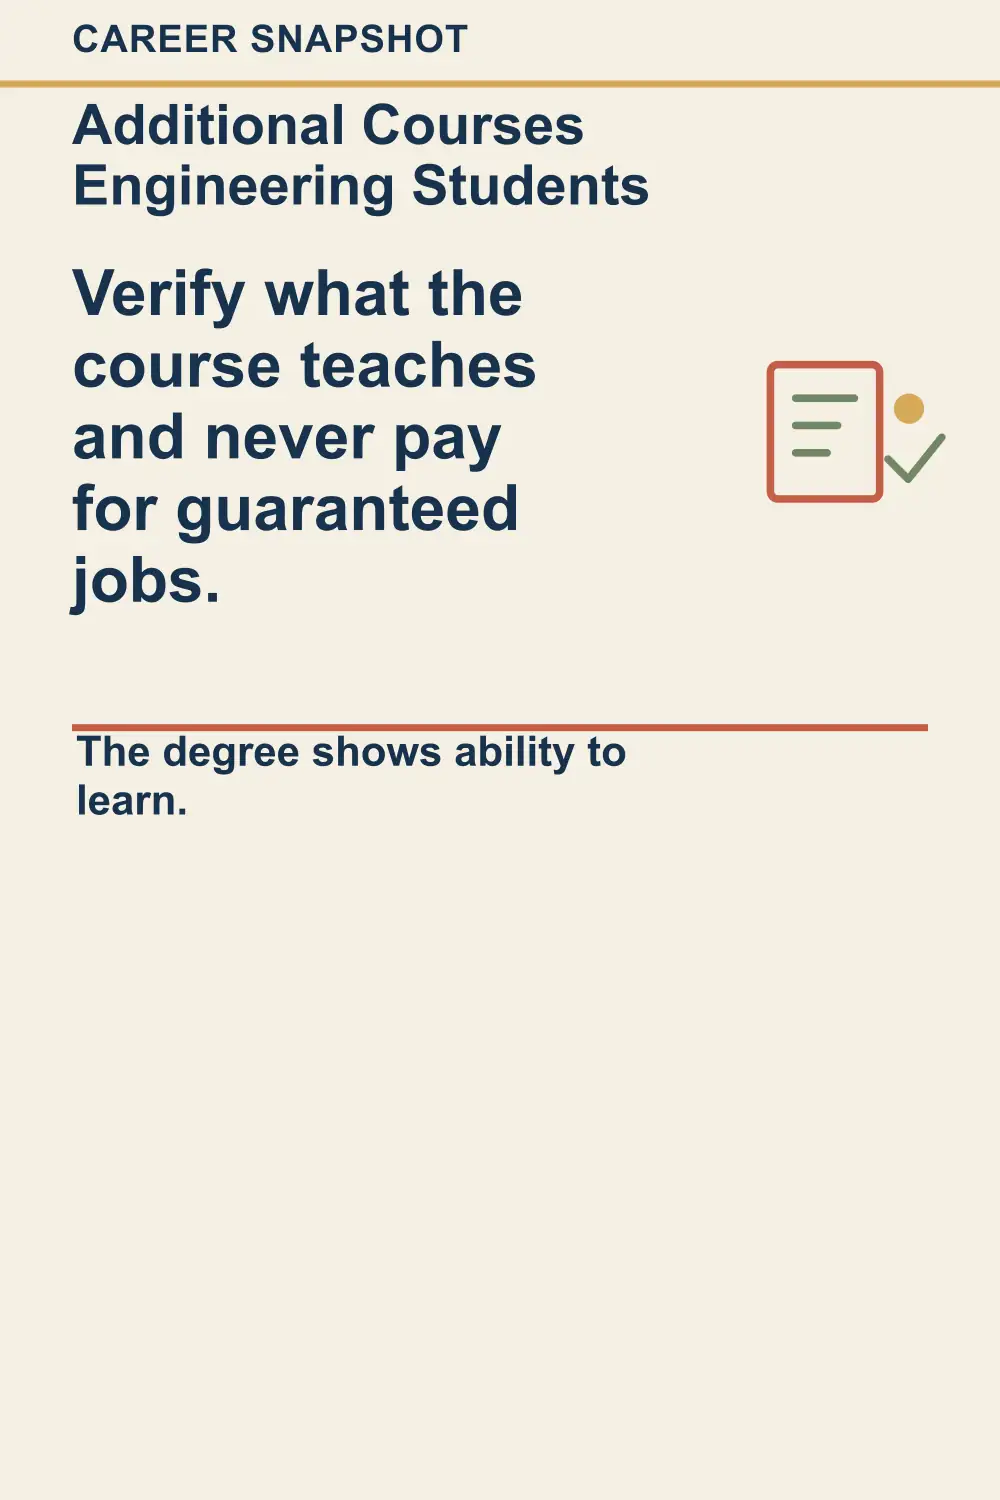 CAREER SNAPSHOT
Additional Courses
Engineering Students
Verify what the
course teaches
and never pay
for guaranteed
jobs.
The degree shows ability to
learn.